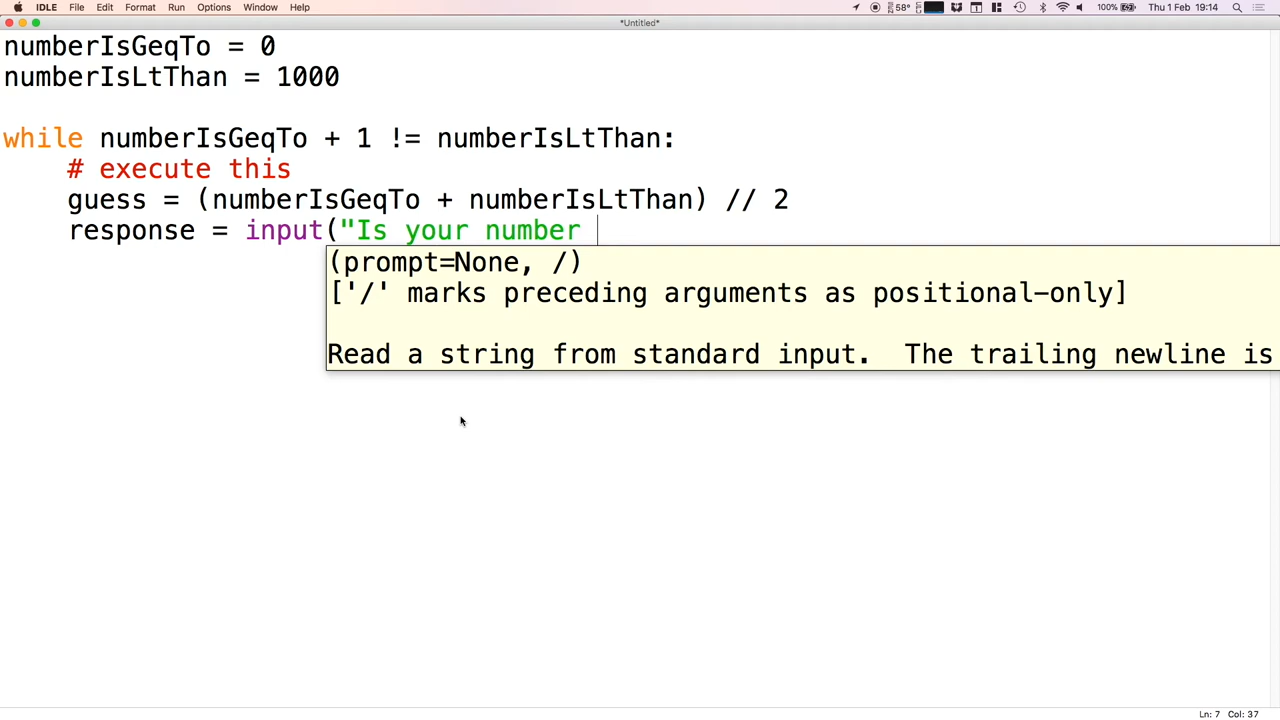 IDLE File Edit Format Run Options Window Help 58° 1 100% Thu 1 Feb 19:14
*Untitled*
numberIsGeqTo = 0
numberIsLtThan = 1000
while numberIsGeqTo + 1 != numberIsLtThan:
# execute this
guess = (numberIsGeqTo + numberIsLtThan) // 2
response = input("Is your number
(prompt=None, /)
['/' marks preceding arguments as positional-only]
Read a string from standard input. The trailing newline is
Ln: 7 Col: 37